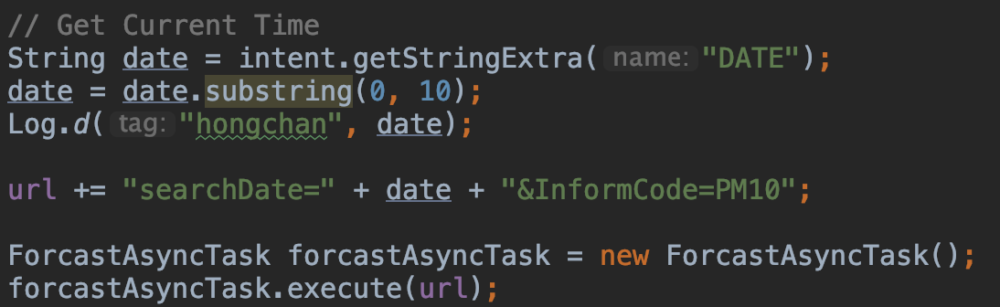 // Get Current Time
String date = intent.getStringExtra( name: "DATE");
date = date.substring(0, 10);
Log.d( tag: "hongchan", date);

url += "searchDate=" + date + "&InformCode=PM10";

ForcastAsyncTask forcastAsyncTask = new ForcastAsyncTask();
forcastAsyncTask.execute(url);